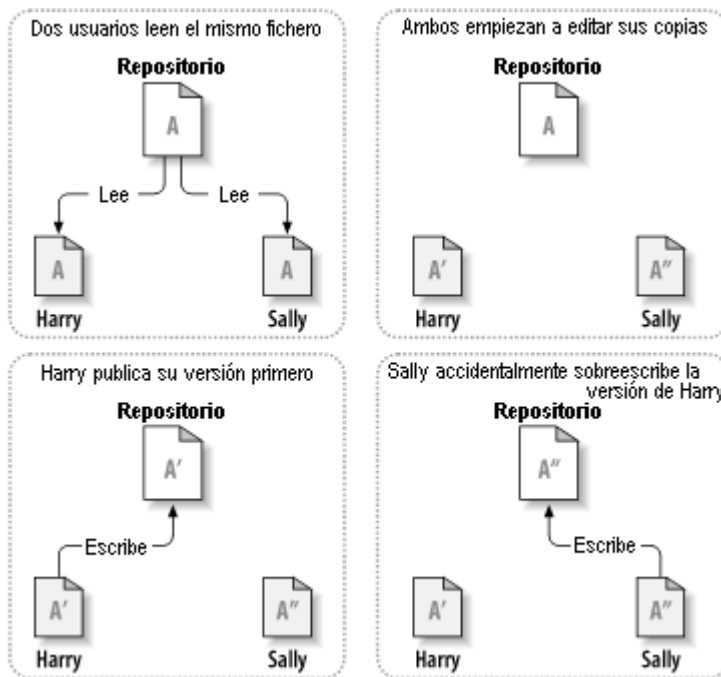 Dos usuarios leen el mismo fichero
Repositorio
A
Lee
Lee
A
A
Harry
Sally
Ambos empiezan a editar sus copias
Repositorio
A
A'
A"
Harry
Sally
Harry publica su versión primero
Repositorio
A'
Escribe
A'
A"
Harry
Sally
Sally accidentalmente sobreescribe la
versión de Harry
Repositorio
A"
Escribe
A'
A"
Harry
Sally